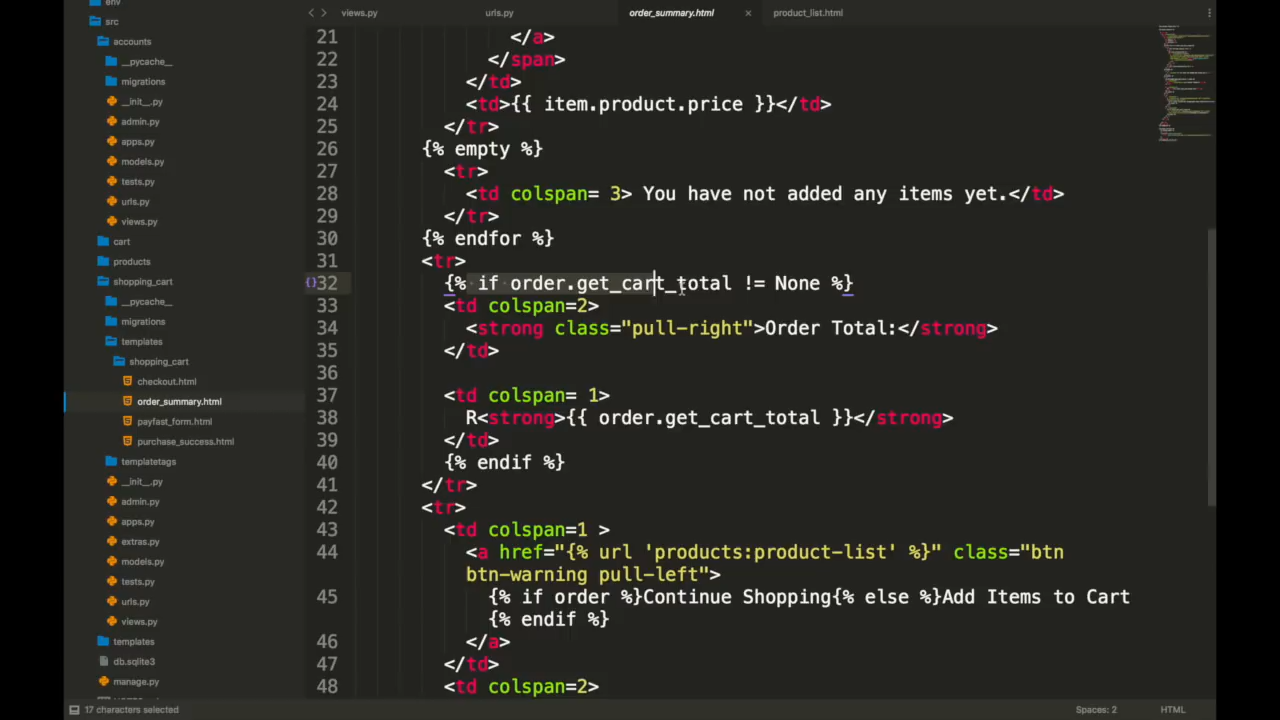 env
src
accounts
__pycache__
migrations
__init__.py
admin.py
apps.py
models.py
tests.py
urls.py
views.py
cart
products
shopping_cart
__pycache__
migrations
templates
shopping_cart
checkout.html
order_summary.html
payfast_form.html
purchase_success.html
templatetags
__init__.py
admin.py
apps.py
extras.py
models.py
tests.py
urls.py
views.py
templates
db.sqlite3
manage.py
views.py urls.py order_summary.html × product_list.html
21 </a>
22 </span>
23 </td>
24 <td>{{ item.product.price }}</td>
25 </tr>
26 {% empty %}
27 <tr>
28 <td colspan= 3> You have not added any items yet.</td>
29 </tr>
30 {% endfor %}
31 <tr>
{}32 {% if order.get_cart_total != None %}
33 <td colspan=2>
34 <strong class="pull-right">Order Total:</strong>
35 </td>
36
37 <td colspan= 1>
38 R<strong>{{ order.get_cart_total }}</strong>
39 </td>
40 {% endif %}
41 </tr>
42 <tr>
43 <td colspan=1 >
44 <a href="{% url 'products:product-list' %}" class="btn
btn-warning pull-left">
45 {% if order %}Continue Shopping{% else %}Add Items to Cart
{% endif %}
46 </a>
47 </td>
48 <td colspan=2>
17 characters selected Spaces: 2 HTML